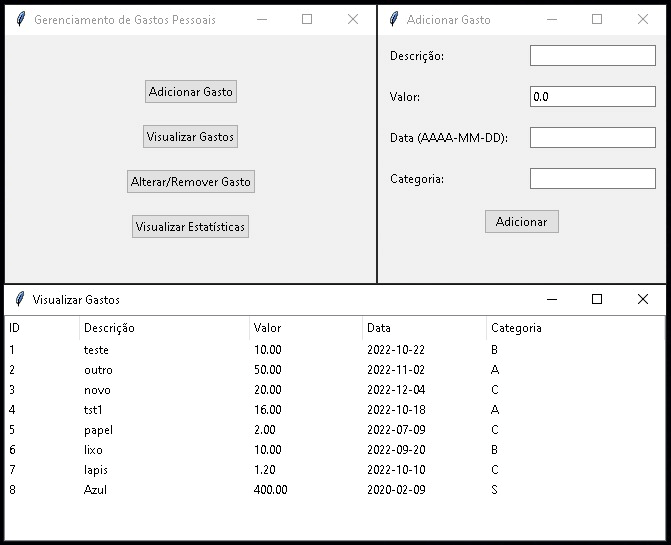 Gerenciamento de Gastos Pessoais
Adicionar Gasto
Visualizar Gastos
Alterar/Remover Gasto
Visualizar Estatísticas
Adicionar Gasto
Descrição:
Valor: 0.0
Data (AAAA-MM-DD):
Categoria:
Adicionar
Visualizar Gastos
ID Descrição Valor Data Categoria
1 teste 10.00 2022-10-22 B
2 outro 50.00 2022-11-02 A
3 novo 20.00 2022-12-04 C
4 tst1 16.00 2022-10-18 A
5 papel 2.00 2022-07-09 C
6 lixo 10.00 2022-09-20 B
7 lapis 1.20 2022-10-10 C
8 Azul 400.00 2020-02-09 S